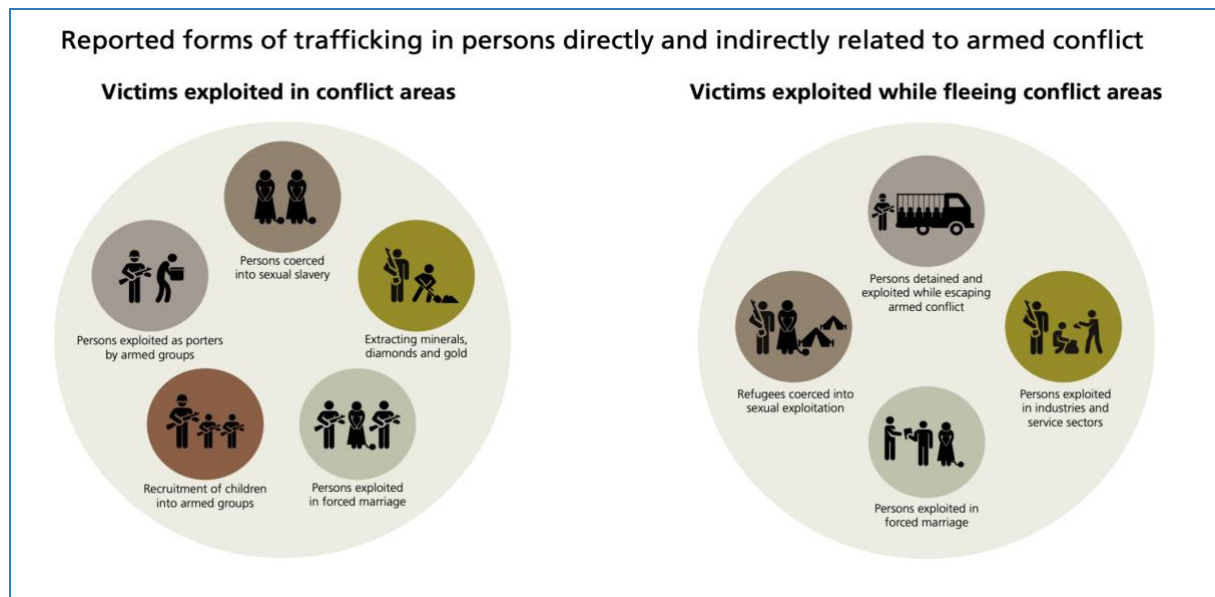 Reported forms of trafficking in persons directly and indirectly related to armed conflict
Victims exploited in conflict areas
Persons coerced
into sexual slavery
Persons exploited as porters
by armed groups
Extracting minerals,
diamonds and gold
Recruitment of children
into armed groups
Persons exploited
in forced marriage
Victims exploited while fleeing conflict areas
Persons detained and
exploited while escaping
armed conflict
Refugees coerced into
sexual exploitation
Persons exploited
in industries and
service sectors
Persons exploited in
forced marriage